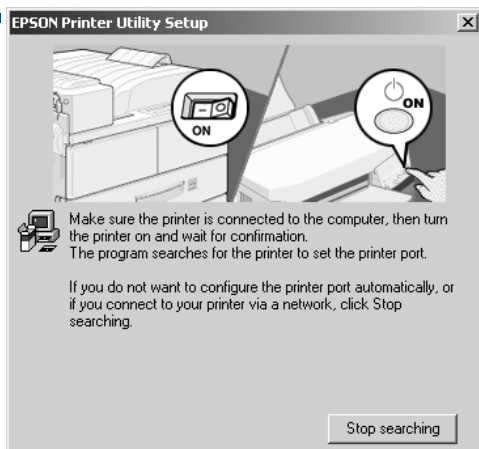 EPSON Printer Utility Setup
ON
ON
Make sure the printer is connected to the computer, then turn
the printer on and wait for confirmation.
The program searches for the printer to set the printer port.
If you do not want to configure the printer port automatically, or
if you connect to your printer via a network, click Stop
searching.
Stop searching